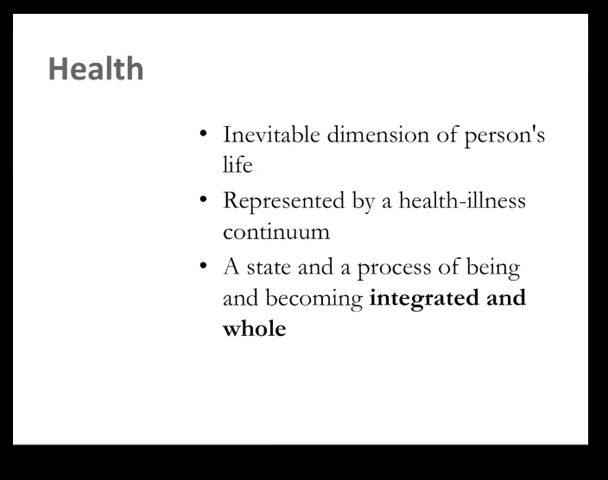 Health
• Inevitable dimension of person's
life
• Represented by a health-illness
continuum
• A state and a process of being
and becoming integrated and
whole